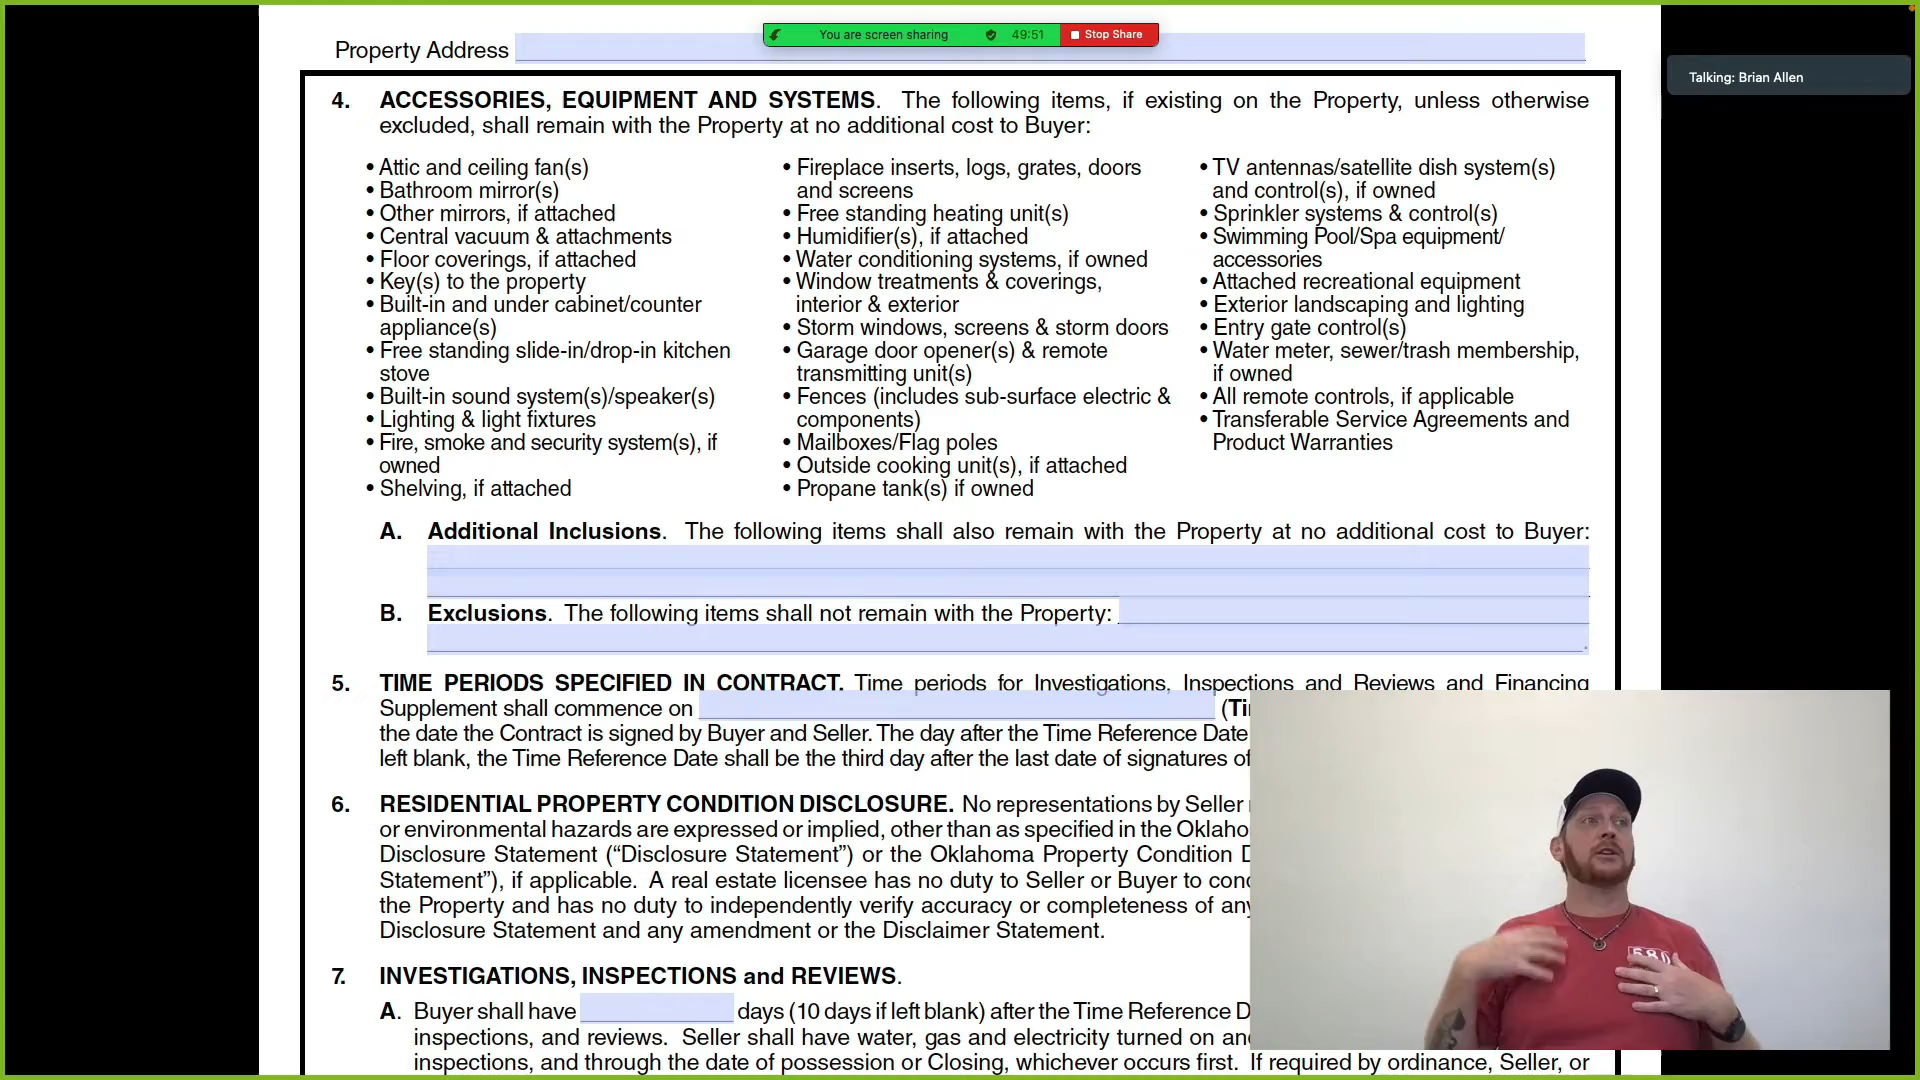 You are screen sharing 49:51 Stop Share
Property Address
Talking: Brian Allen
4. ACCESSORIES, EQUIPMENT AND SYSTEMS. The following items, if existing on the Property, unless otherwise
excluded, shall remain with the Property at no additional cost to Buyer:
• Attic and ceiling fan(s)
• Bathroom mirror(s)
• Other mirrors, if attached
• Central vacuum & attachments
• Floor coverings, if attached
• Key(s) to the property
• Built-in and under cabinet/counter
appliance(s)
• Free standing slide-in/drop-in kitchen
stove
• Built-in sound system(s)/speaker(s)
• Lighting & light fixtures
• Fire, smoke and security system(s), if
owned
• Shelving, if attached
• Fireplace inserts, logs, grates, doors
and screens
• Free standing heating unit(s)
• Humidifier(s), if attached
• Water conditioning systems, if owned
• Window treatments & coverings,
interior & exterior
• Storm windows, screens & storm doors
• Garage door opener(s) & remote
transmitting unit(s)
• Fences (includes sub-surface electric &
components)
• Mailboxes/Flag poles
• Outside cooking unit(s), if attached
• Propane tank(s) if owned
• TV antennas/satellite dish system(s)
and control(s), if owned
• Sprinkler systems & control(s)
• Swimming Pool/Spa equipment/
accessories
• Attached recreational equipment
• Exterior landscaping and lighting
• Entry gate control(s)
• Water meter, sewer/trash membership,
if owned
• All remote controls, if applicable
• Transferable Service Agreements and
Product Warranties
A. Additional Inclusions. The following items shall also remain with the Property at no additional cost to Buyer:
B. Exclusions. The following items shall not remain with the Property:
.
5. TIME PERIODS SPECIFIED IN CONTRACT. Time periods for Investigations, Inspections and Reviews and Financing
Supplement shall commence on
the date the Contract is signed by Buyer and Seller. The day after the Time Reference Date
left blank, the Time Reference Date shall be the third day after the last date of signatures of
6. RESIDENTIAL PROPERTY CONDITION DISCLOSURE. No representations by Seller
or environmental hazards are expressed or implied, other than as specified in the
Disclosure Statement (“Disclosure Statement”) or the Oklahoma Property Condition
Statement”), if applicable. A real estate licensee has no duty to Seller or Buyer to
the Property and has no duty to independently verify accuracy or completeness of any
Disclosure Statement and any amendment or the Disclaimer Statement.
7. INVESTIGATIONS, INSPECTIONS and REVIEWS.
A. Buyer shall have days (10 days if left blank) after the Time Reference
inspections, and reviews. Seller shall have water, gas and electricity turned on
inspections, and through the date of possession or Closing, whichever occurs first. If required by ordinance, Seller, or
580